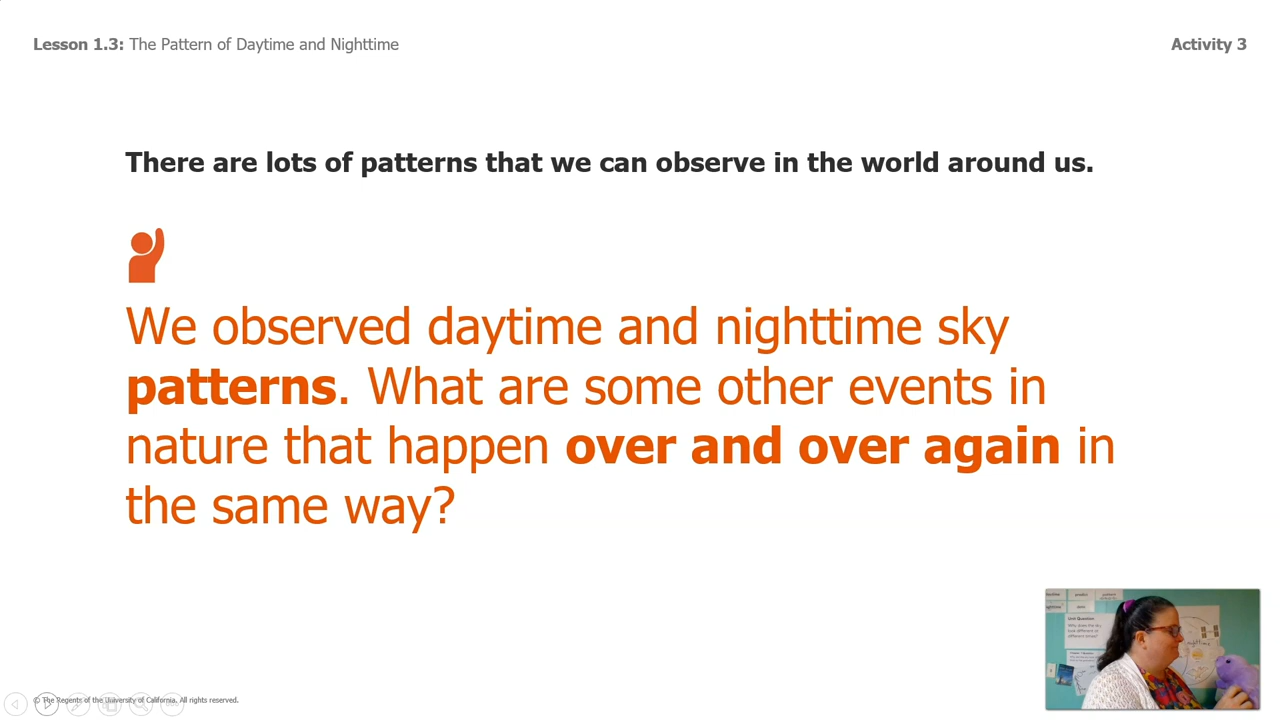 Lesson 1.3: The Pattern of Daytime and Nighttime
Activity 3
There are lots of patterns that we can observe in the world around us.
We observed daytime and nighttime sky
patterns. What are some other events in
nature that happen over and over again in
the same way?
Unit Question
nighttime
© The Regents of the University of California. All rights reserved.